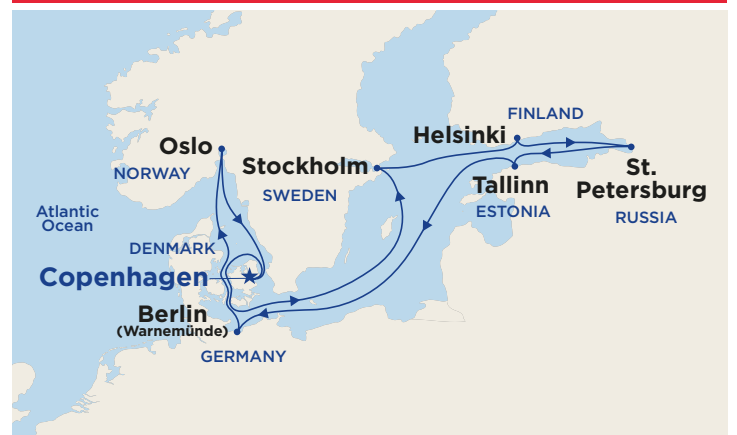 FINLAND
Helsinki
Oslo
Stockholm
NORWAY
SWEDEN
Tallinn
ESTONIA
St.
Petersburg
RUSSIA
Atlantic
Ocean
DENMARK
Copenhagen
Berlin
(Warnemünde)
GERMANY